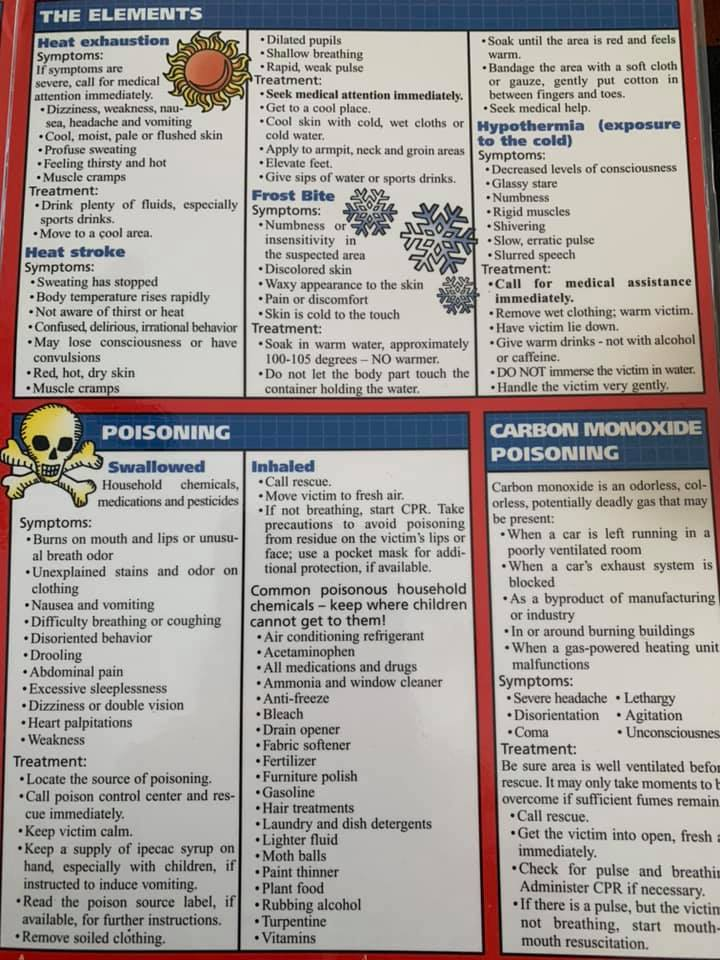 THE ELEMENTS
Heat exhaustion
Symptoms:
If symptoms are
severe, call for medical
attention immediately.
• Dizziness, weakness, nau-
sea, headache and vomiting
• Cool, moist, pale or flushed skin
• Profuse sweating
• Feeling thirsty and hot
• Muscle cramps
Treatment:
• Drink plenty of fluids, especially
sports drinks.
• Move to a cool area.
Heat stroke
Symptoms:
• Sweating has stopped
• Body temperature rises rapidly
• Not aware of thirst or heat
• Confused, delirious, irrational behavior
• May lose consciousness or have
convulsions
• Red, hot, dry skin
• Muscle cramps
• Dilated pupils
• Shallow breathing
• Rapid, weak pulse
Treatment:
• Seek medical attention immediately.
• Get to a cool place.
• Cool skin with cold, wet cloths or
cold water.
• Apply to armpit, neck and groin areas
• Elevate feet.
• Give sips of water or sports drinks.
Frost Bite
Symptoms:
• Numbness or
insensitivity in
the suspected area
• Discolored skin
• Waxy appearance to the skin
• Pain or discomfort
• Skin is cold to the touch
Treatment:
• Soak in warm water, approximately
100-105 degrees – NO warmer.
• Do not let the body part touch the
container holding the water.
• Soak until the area is red and feels
warm.
• Bandage the area with a soft cloth
or gauze, gently put cotton in
between fingers and toes.
• Seek medical help.
Hypothermia (exposure
to the cold)
Symptoms:
• Decreased levels of consciousness
• Glassy stare
• Numbness
• Rigid muscles
• Shivering
• Slow, erratic pulse
• Slurred speech
Treatment:
• Call for medical assistance
immediately.
• Remove wet clothing; warm victim.
• Have victim lie down.
• Give warm drinks - not with alcohol
or caffeine.
• DO NOT immerse the victim in water.
• Handle the victim very gently.
POISONING
Swallowed
Household chemicals,
medications and pesticides
Symptoms:
• Burns on mouth and lips or unusu-
al breath odor
• Unexplained stains and odor on
clothing
• Nausea and vomiting
• Difficulty breathing or coughing
• Disoriented behavior
• Drooling
• Abdominal pain
• Excessive sleeplessness
• Dizziness or double vision
• Heart palpitations
• Weakness
Treatment:
• Locate the source of poisoning.
• Call poison control center and res-
cue immediately.
• Keep victim calm.
• Keep a supply of ipecac syrup on
hand, especially with children, if
instructed to induce vomiting.
• Read the poison source label, if
available, for further instructions.
• Remove soiled clothing.
Inhaled
• Call rescue.
• Move victim to fresh air.
• If not breathing, start CPR. Take
precautions to avoid poisoning
from residue on the victim's lips or
face; use a pocket mask for addi-
tional protection, if available.
Common poisonous household
chemicals – keep where children
cannot get to them!
• Air conditioning refrigerant
• Acetaminophen
• All medications and drugs
• Ammonia and window cleaner
• Anti-freeze
• Bleach
• Drain opener
• Fabric softener
• Fertilizer
• Furniture polish
• Gasoline
• Hair treatments
• Laundry and dish detergents
• Lighter fluid
• Moth balls
• Paint thinner
• Plant food
• Rubbing alcohol
• Turpentine
• Vitamins
CARBON MONOXIDE
POISONING
Carbon monoxide is an odorless, col-
orless, potentially deadly gas that may
be present:
• When a car is left running in a
poorly ventilated room
• When a car's exhaust system is
blocked
• As a byproduct of manufacturing
or industry
• In or around burning buildings
• When a gas-powered heating unit
malfunctions
Symptoms:
• Severe headache • Lethargy
• Disorientation • Agitation
• Coma • Unconsciousnes
Treatment:
Be sure area is well ventilated befor
rescue. It may only take moments to b
overcome if sufficient fumes remain
• Call rescue.
• Get the victim into open, fresh a
immediately.
• Check for pulse and breathin
Administer CPR if necessary.
• If there is a pulse, but the victim
not breathing, start mouth-
mouth resuscitation.